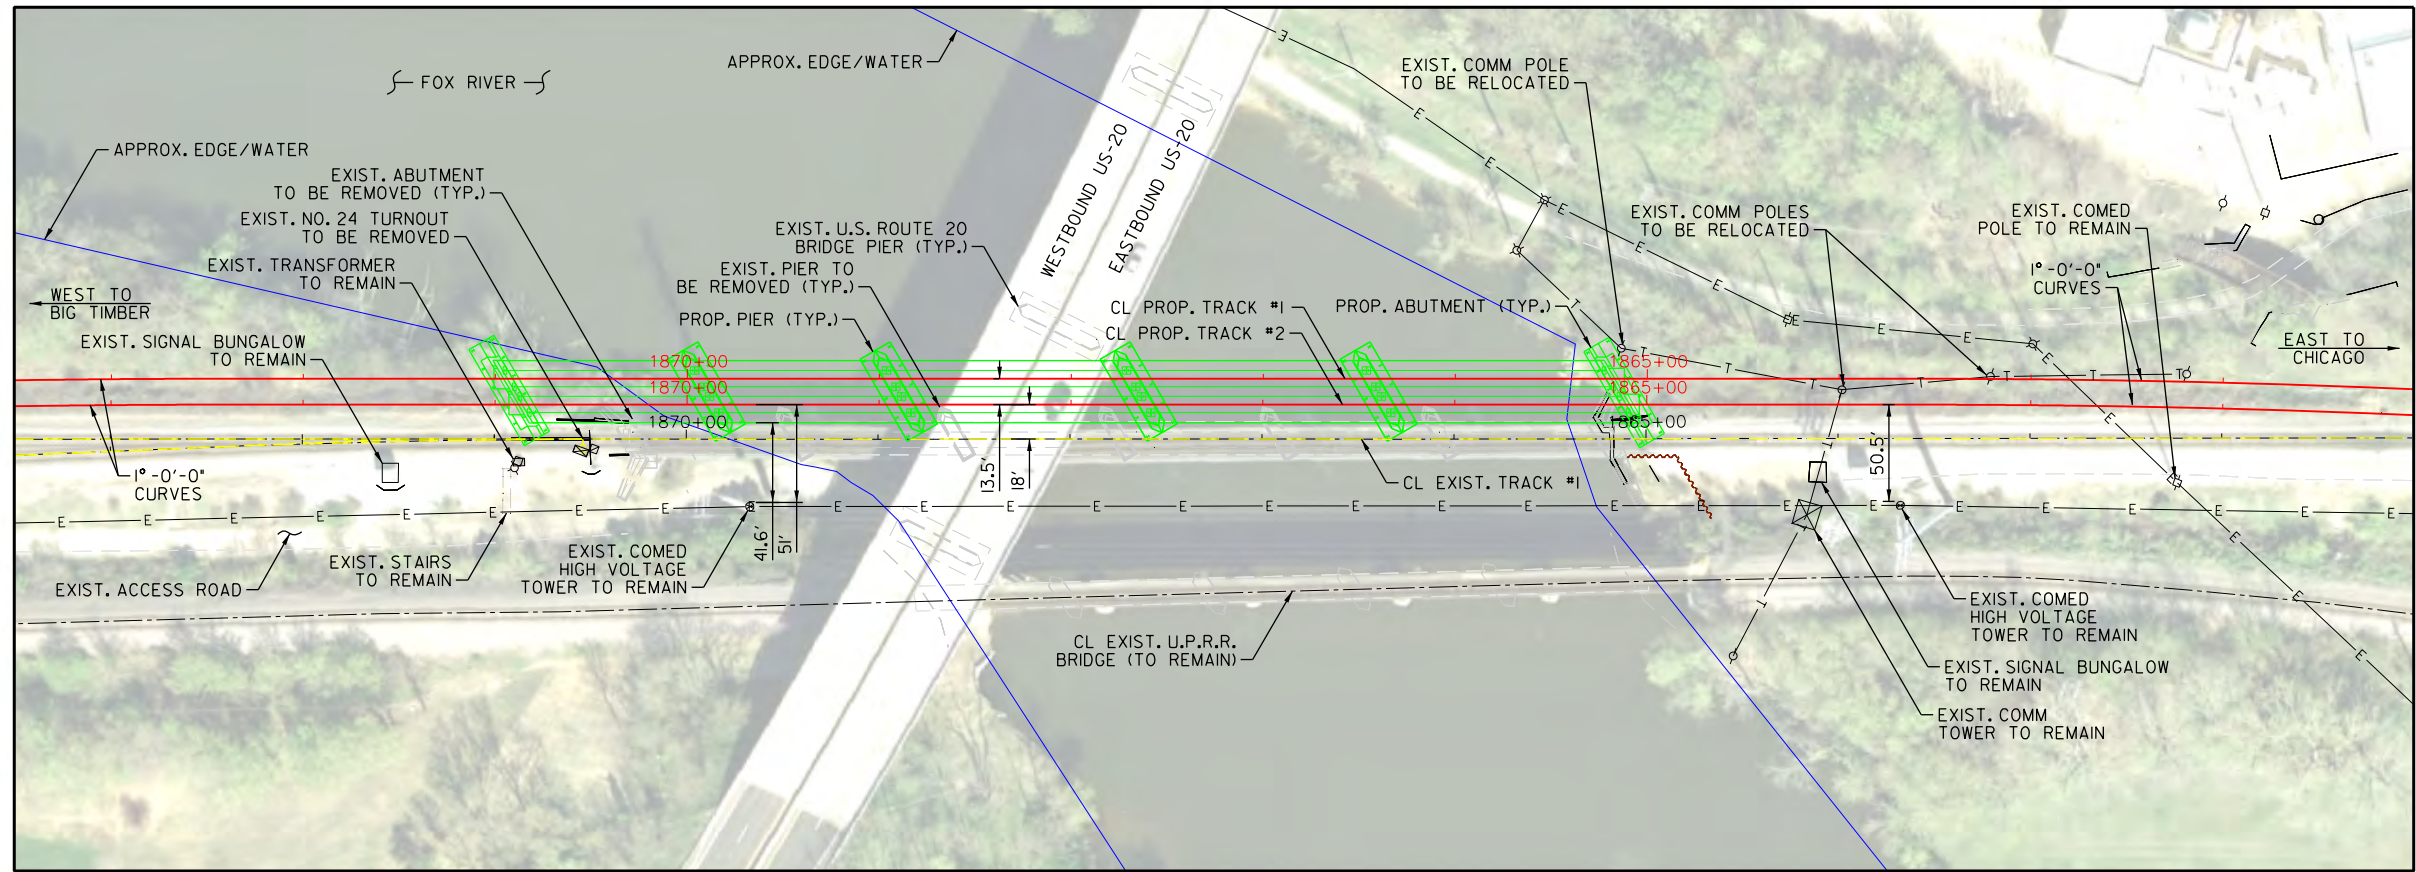 FOX RIVER
APPROX. EDGE/WATER
APPROX. EDGE/WATER
EXIST. ABUTMENT
TO BE REMOVED (TYP.)
EXIST. NO. 24 TURNOUT
TO BE REMOVED
EXIST. TRANSFORMER
TO REMAIN
WEST TO
BIG TIMBER
EXIST. SIGNAL BUNGALOW
TO REMAIN
EXIST. U.S. ROUTE 20
BRIDGE PIER (TYP.)
EXIST. PIER TO
BE REMOVED (TYP.)
PROP. PIER (TYP.)
WESTBOUND US-20
EASTBOUND US-20
EXIST. COMM POLE
TO BE RELOCATED
CL PROP. TRACK #1
CL PROP. TRACK #2
PROP. ABUTMENT (TYP.)
EXIST. COMM POLES
TO BE RELOCATED
EXIST. COMED
POLE TO REMAIN
1°-0'-0"
CURVES
EAST TO
CHICAGO
1870+00
1870+00
1870+00
1865+00
1865+00
1865+00
1°-0'-0"
CURVES
41.6'
51'
13.5'
18'
50.5'
CL EXIST. TRACK #1
EXIST. ACCESS ROAD
EXIST. STAIRS
TO REMAIN
EXIST. COMED
HIGH VOLTAGE
TOWER TO REMAIN
CL EXIST. U.P.R.R.
BRIDGE (TO REMAIN)
EXIST. COMED
HIGH VOLTAGE
TOWER TO REMAIN
EXIST. SIGNAL BUNGALOW
TO REMAIN
EXIST. COMM
TOWER TO REMAIN
E E E E E E E E E E E E E E E E E E E E E E E E E E E
E E E E E E E E E E E E E
T T T T T T T